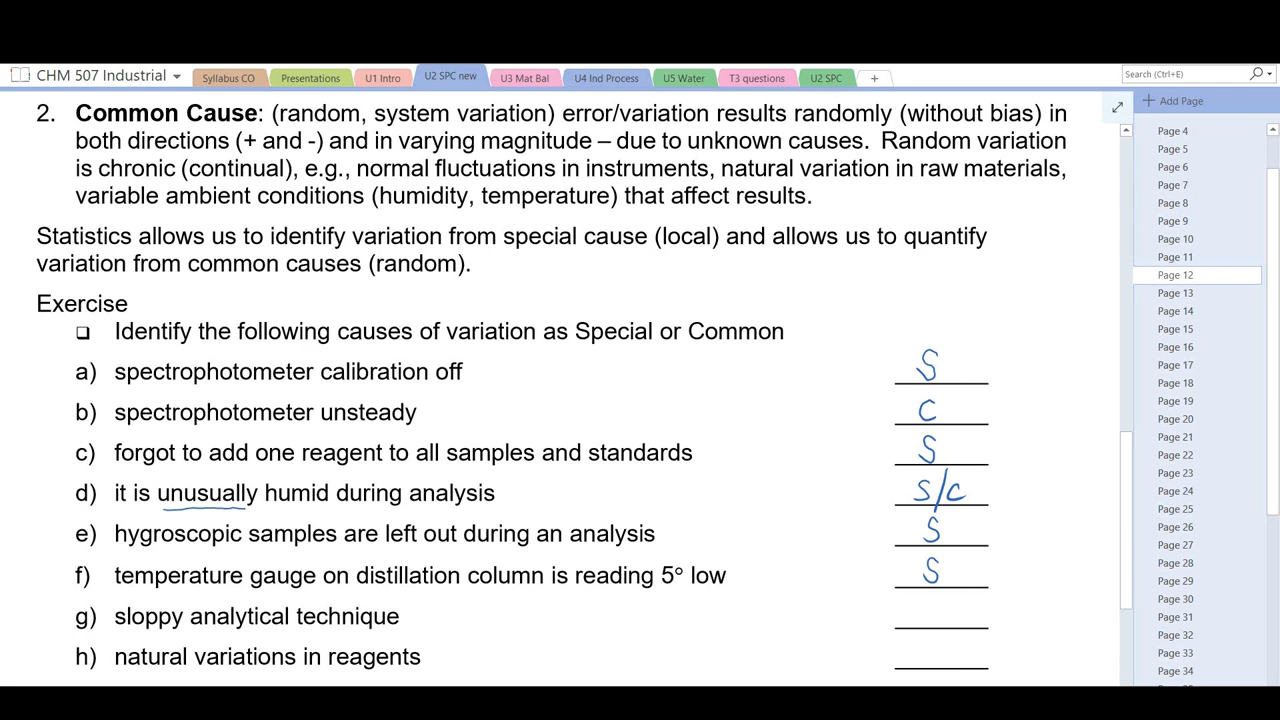 CHM 507 Industrial
Syllabus CO
Presentations
U1 Intro
U2 SPC new
U3 Mat Bal
U4 Ind Process
U5 Water
T3 questions
U2 SPC
+
Search (Ctrl+E)
2. Common Cause: (random, system variation) error/variation results randomly (without bias) in
both directions (+ and -) and in varying magnitude – due to unknown causes. Random variation
is chronic (continual), e.g., normal fluctuations in instruments, natural variation in raw materials,
variable ambient conditions (humidity, temperature) that affect results.
Statistics allows us to identify variation from special cause (local) and allows us to quantify
variation from common causes (random).
Exercise
❑ Identify the following causes of variation as Special or Common
a) spectrophotometer calibration off S
b) spectrophotometer unsteady C
c) forgot to add one reagent to all samples and standards S
d) it is unusually humid during analysis S/C
e) hygroscopic samples are left out during an analysis S
f) temperature gauge on distillation column is reading 5° low S
g) sloppy analytical technique
h) natural variations in reagents
+ Add Page
Page 4
Page 5
Page 6
Page 7
Page 8
Page 9
Page 10
Page 11
Page 12
Page 13
Page 14
Page 15
Page 16
Page 17
Page 18
Page 19
Page 20
Page 21
Page 22
Page 23
Page 24
Page 25
Page 26
Page 27
Page 28
Page 29
Page 30
Page 31
Page 32
Page 33
Page 34